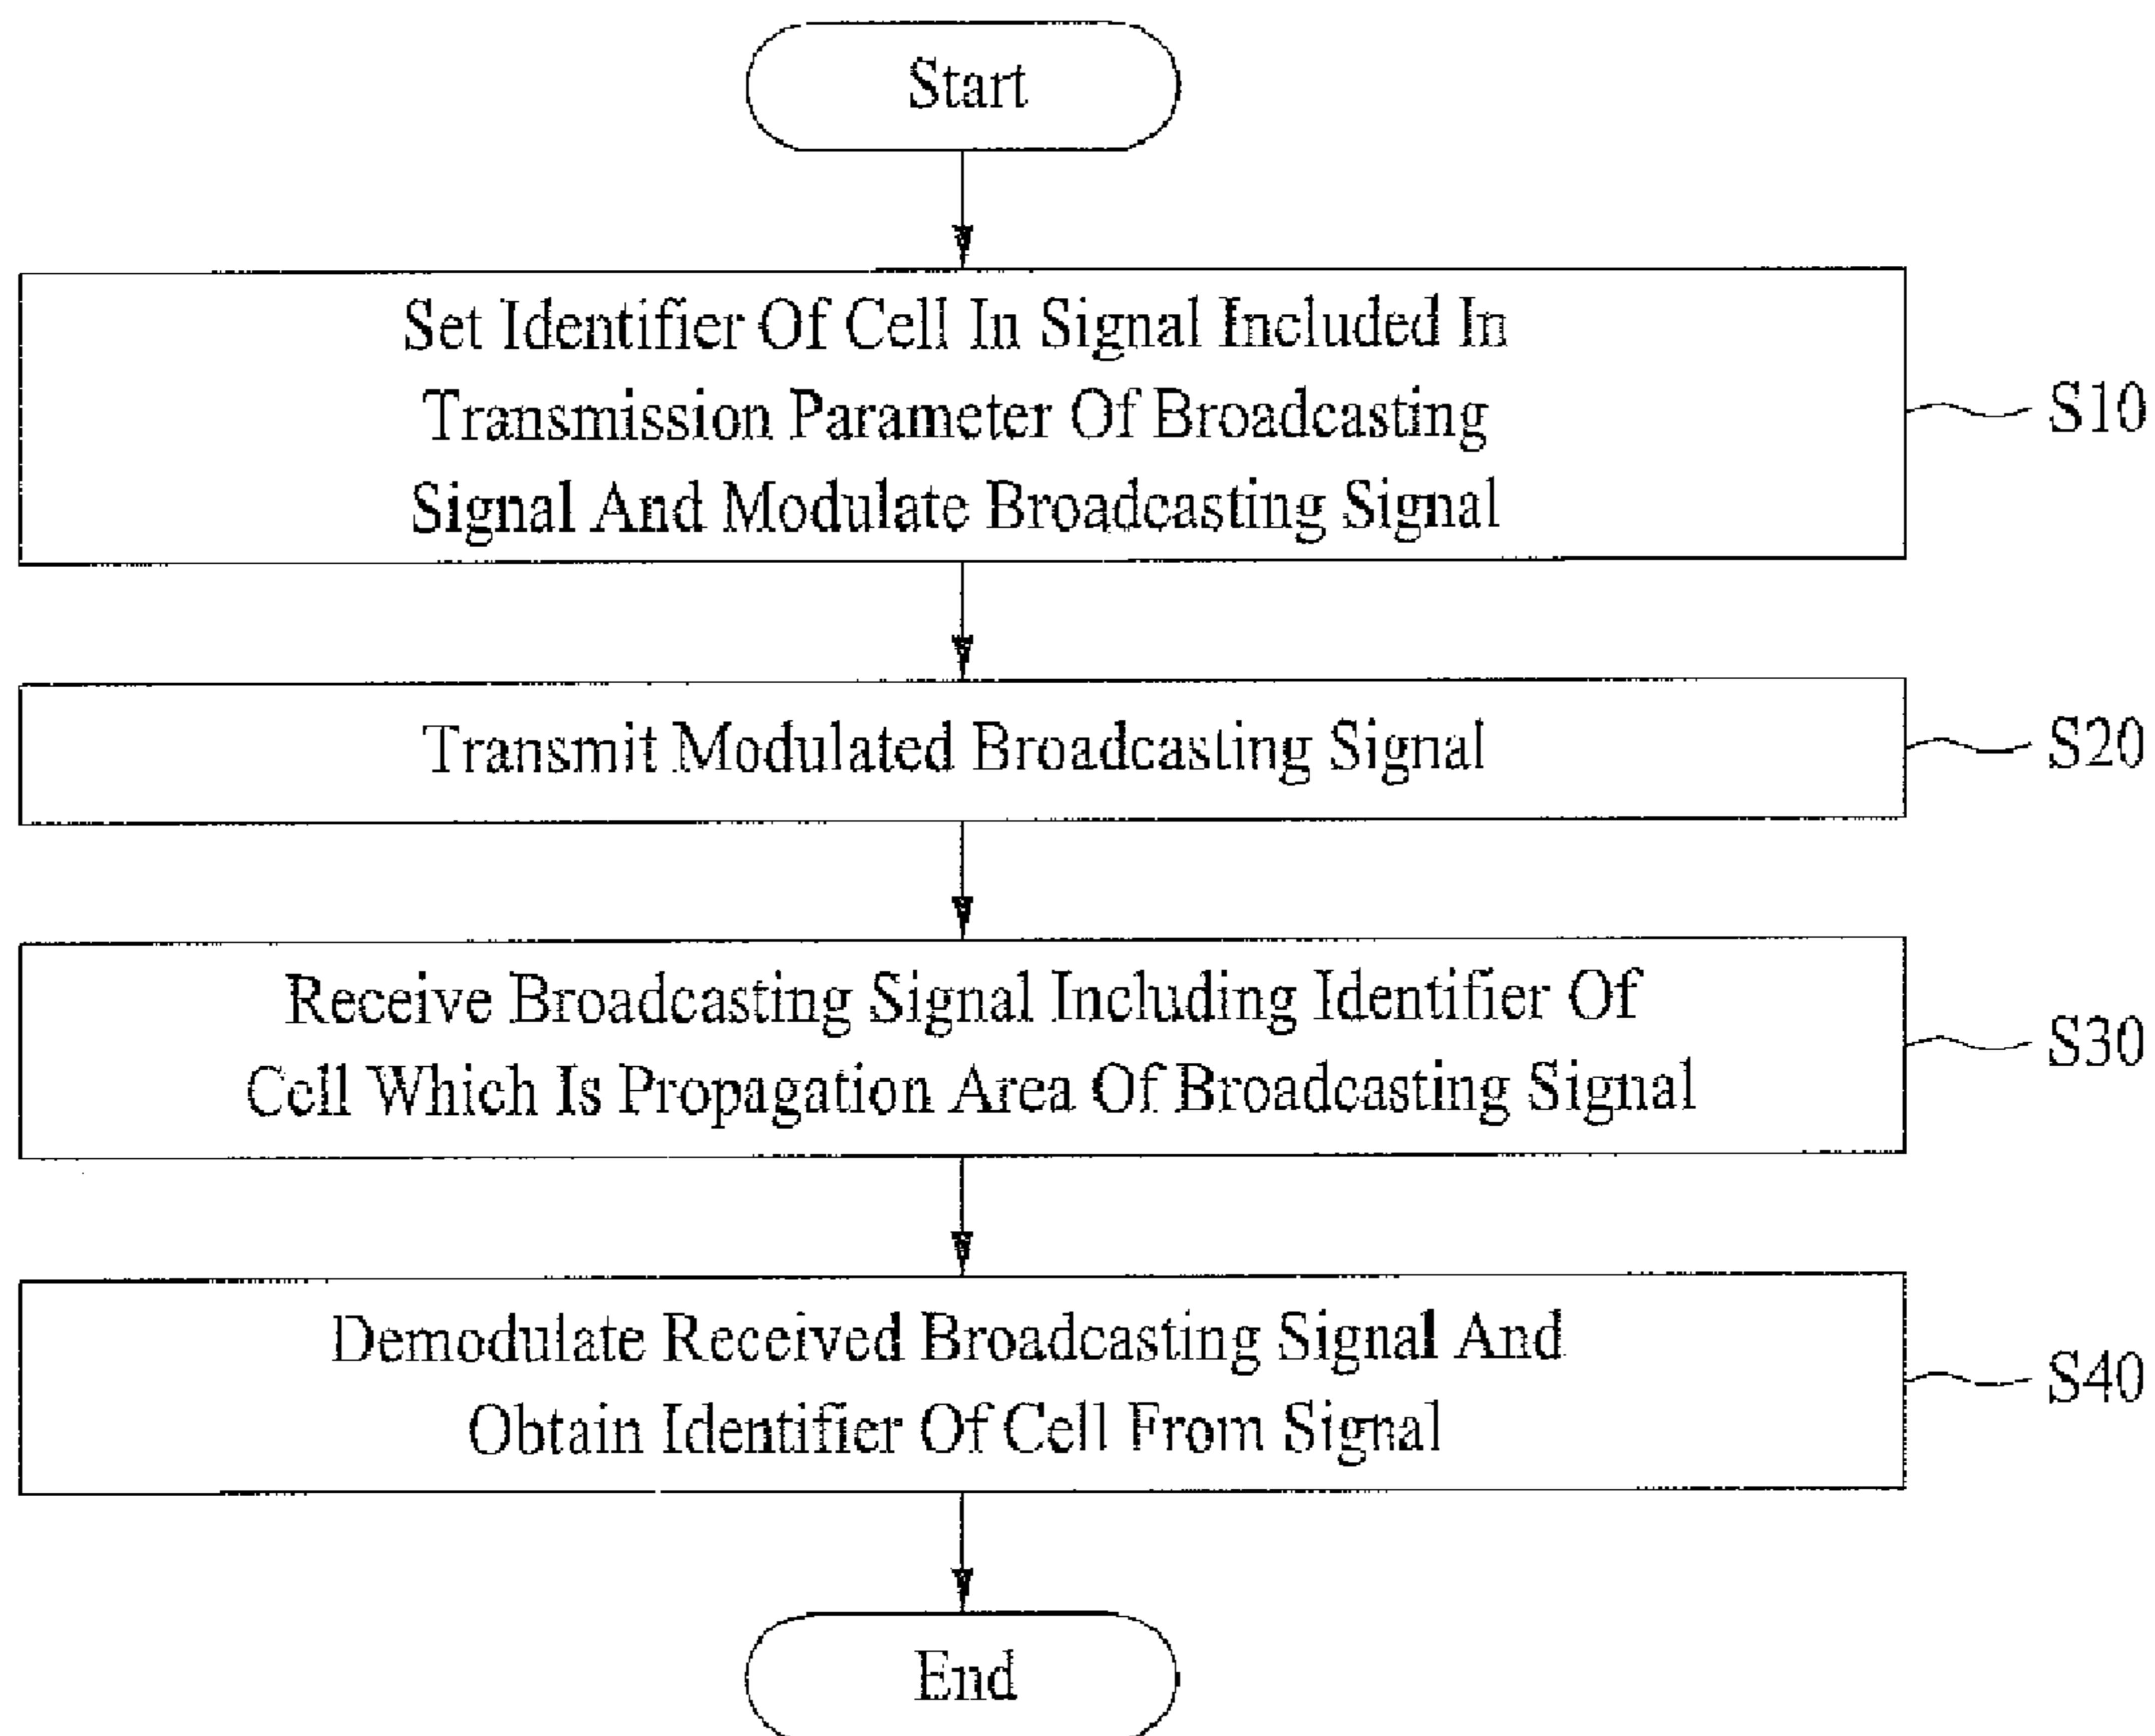 Start
Set Identifier Of Cell In Signal Included In
Transmission Parameter Of Broadcasting
Signal And Modulate Broadcasting Signal
S10
Transmit Modulated Broadcasting Signal
S20
Receive Broadcasting Signal Including Identifier Of
Cell Which Is Propagation Area Of Broadcasting Signal
S30
Demodulate Received Broadcasting Signal And
Obtain Identifier Of Cell From Signal
S40
End